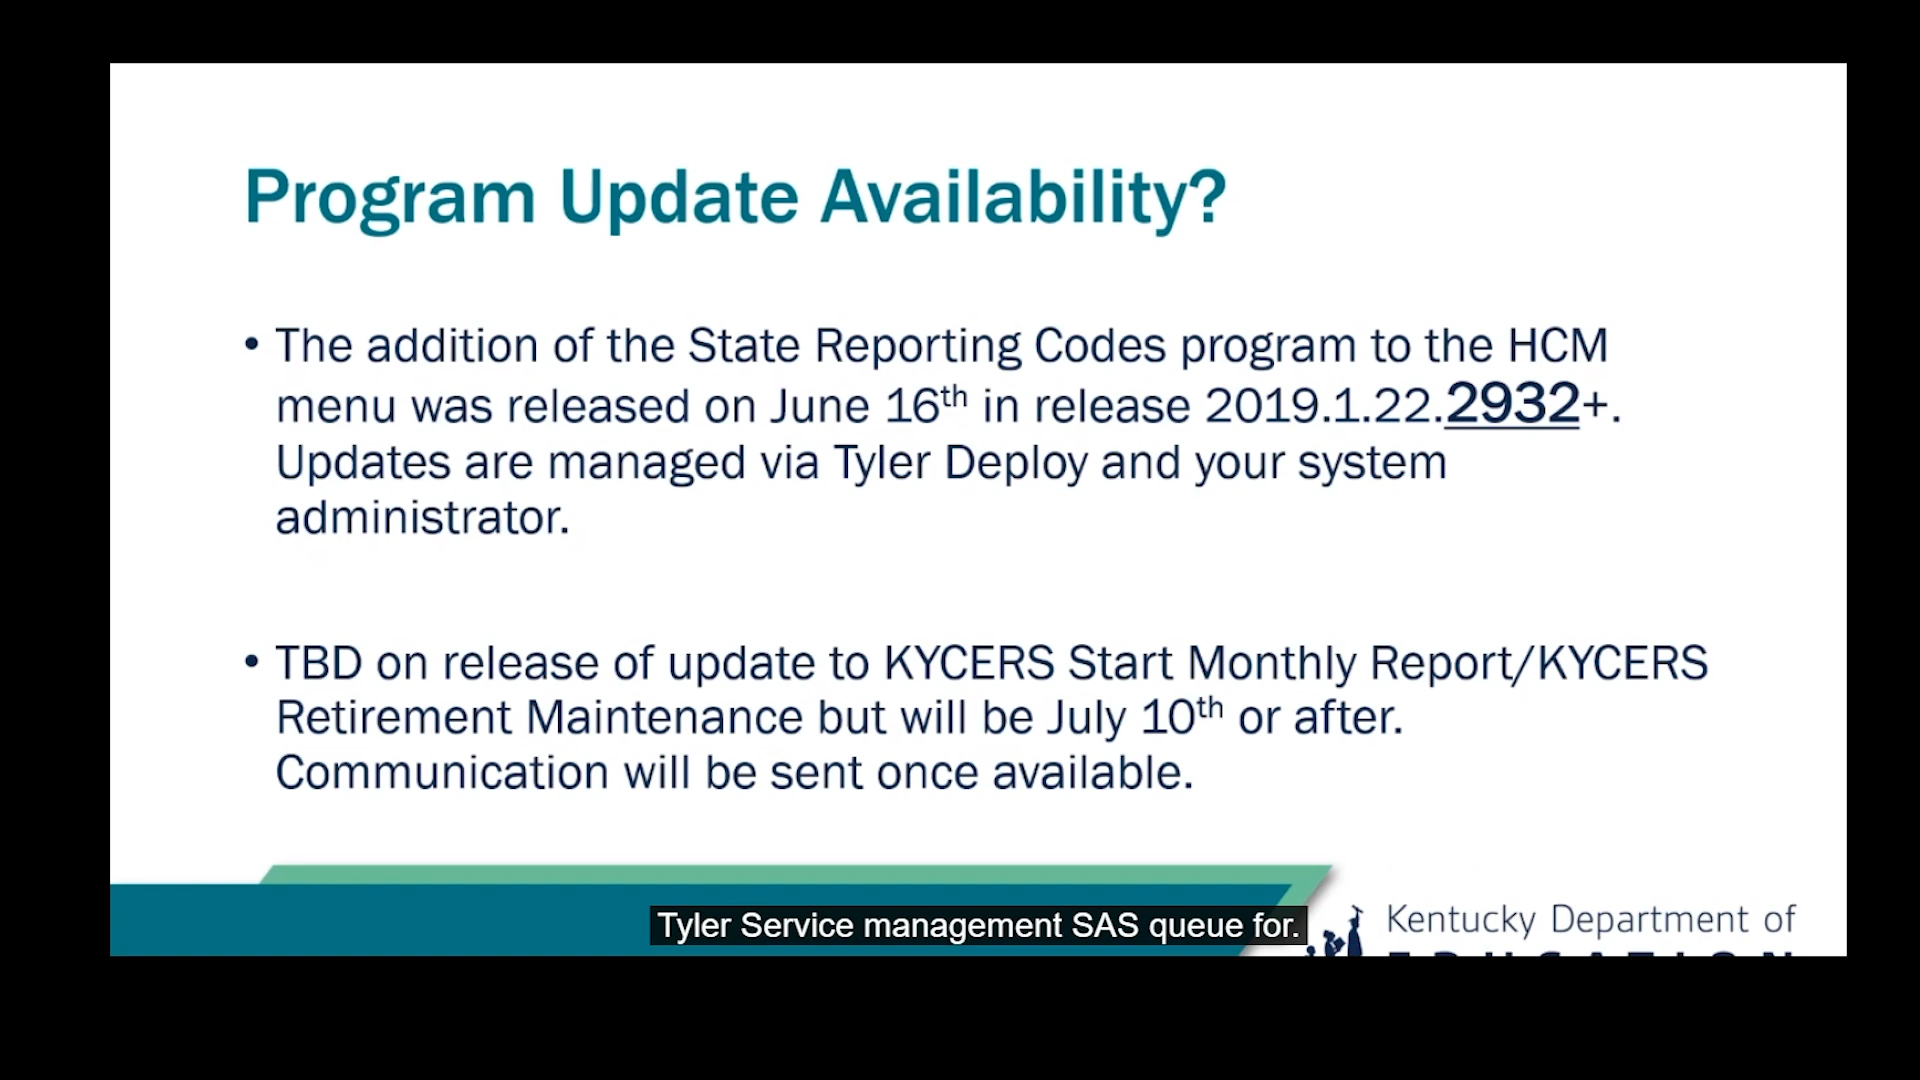 Program Update Availability?
• The addition of the State Reporting Codes program to the HCM
menu was released on June 16th in release 2019.1.22.2932+.
Updates are managed via Tyler Deploy and your system
administrator.
• TBD on release of update to KYCERS Start Monthly Report/KYCERS
Retirement Maintenance but will be July 10th or after.
Communication will be sent once available.
Tyler Service management SAS queue for.
Kentucky Department of
EDUCATION